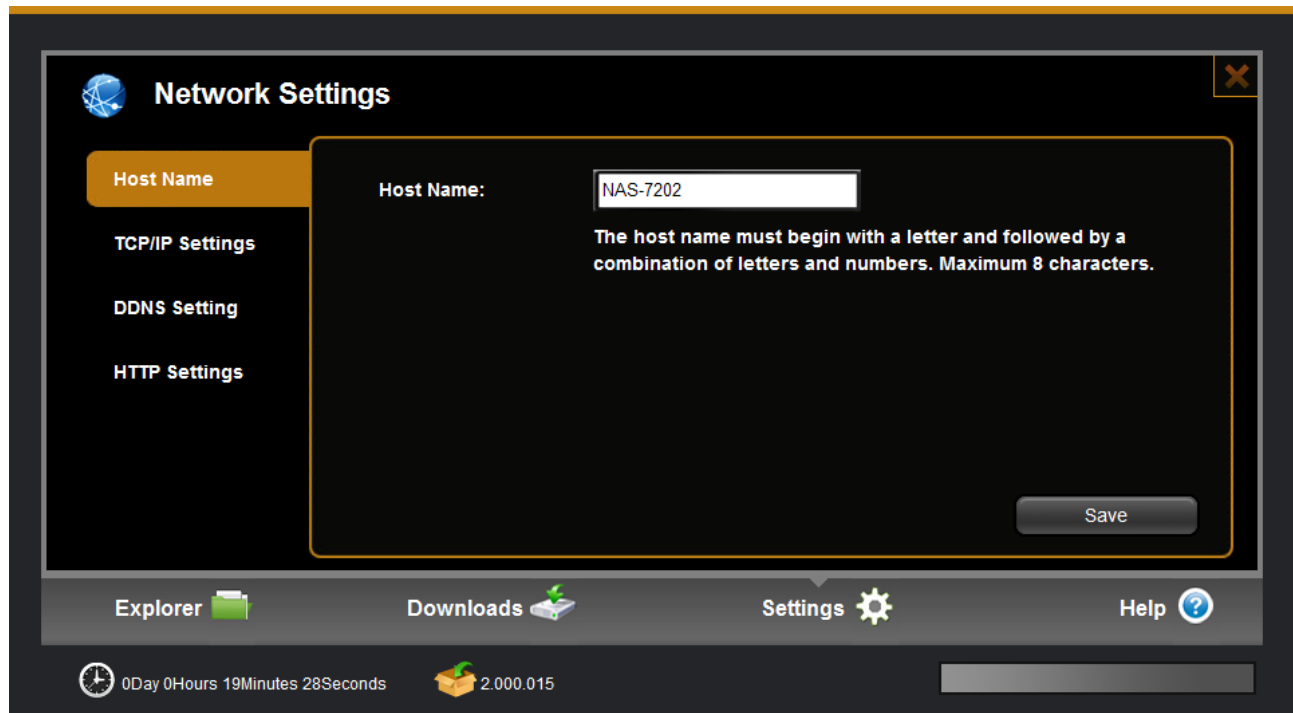 Network Settings
Host Name
TCP/IP Settings
DDNS Setting
HTTP Settings
Host Name:
NAS-7202
The host name must begin with a letter and followed by a
combination of letters and numbers. Maximum 8 characters.
Save
Explorer
Downloads
Settings
Help ?
0Day 0Hours 19Minutes 28Seconds
2.000.015